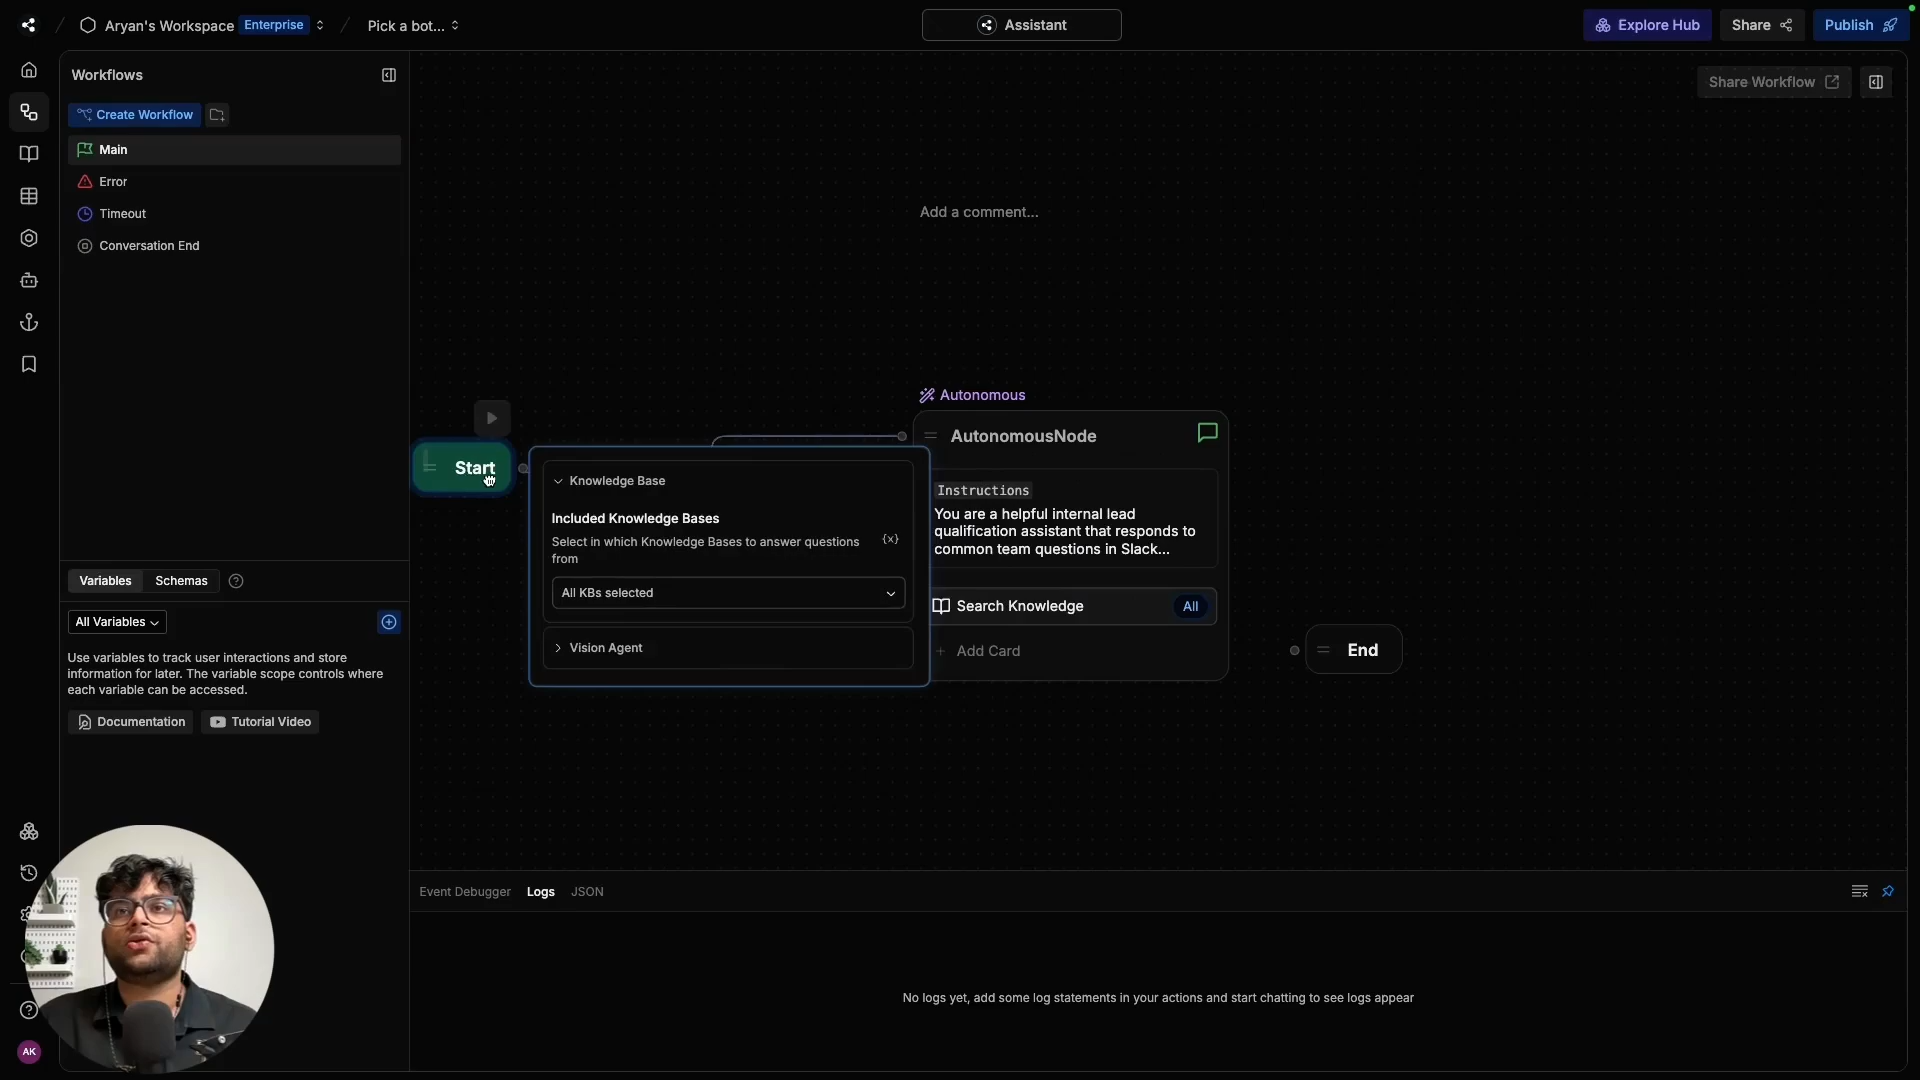 Aryan's Workspace Enterprise
Pick a bot...
Assistant
Explore Hub
Share
Publish
Workflows
Create Workflow
Main
Error
Timeout
Conversation End
Share Workflow
Add a comment...
Autonomous
AutonomousNode
Start
Instructions
You are a helpful internal lead
qualification assistant that responds to
common team questions in Slack...
Search Knowledge All
+ Add Card
End
Knowledge Base
Included Knowledge Bases
Select in which Knowledge Bases to answer questions
from
{x}
All KBs selected
Vision Agent
Variables Schemas
All Variables
Use variables to track user interactions and store
information for later. The variable scope controls where
each variable can be accessed.
Documentation Tutorial Video
Event Debugger Logs JSON
No logs yet, add some log statements in your actions and start chatting to see logs appear
AK